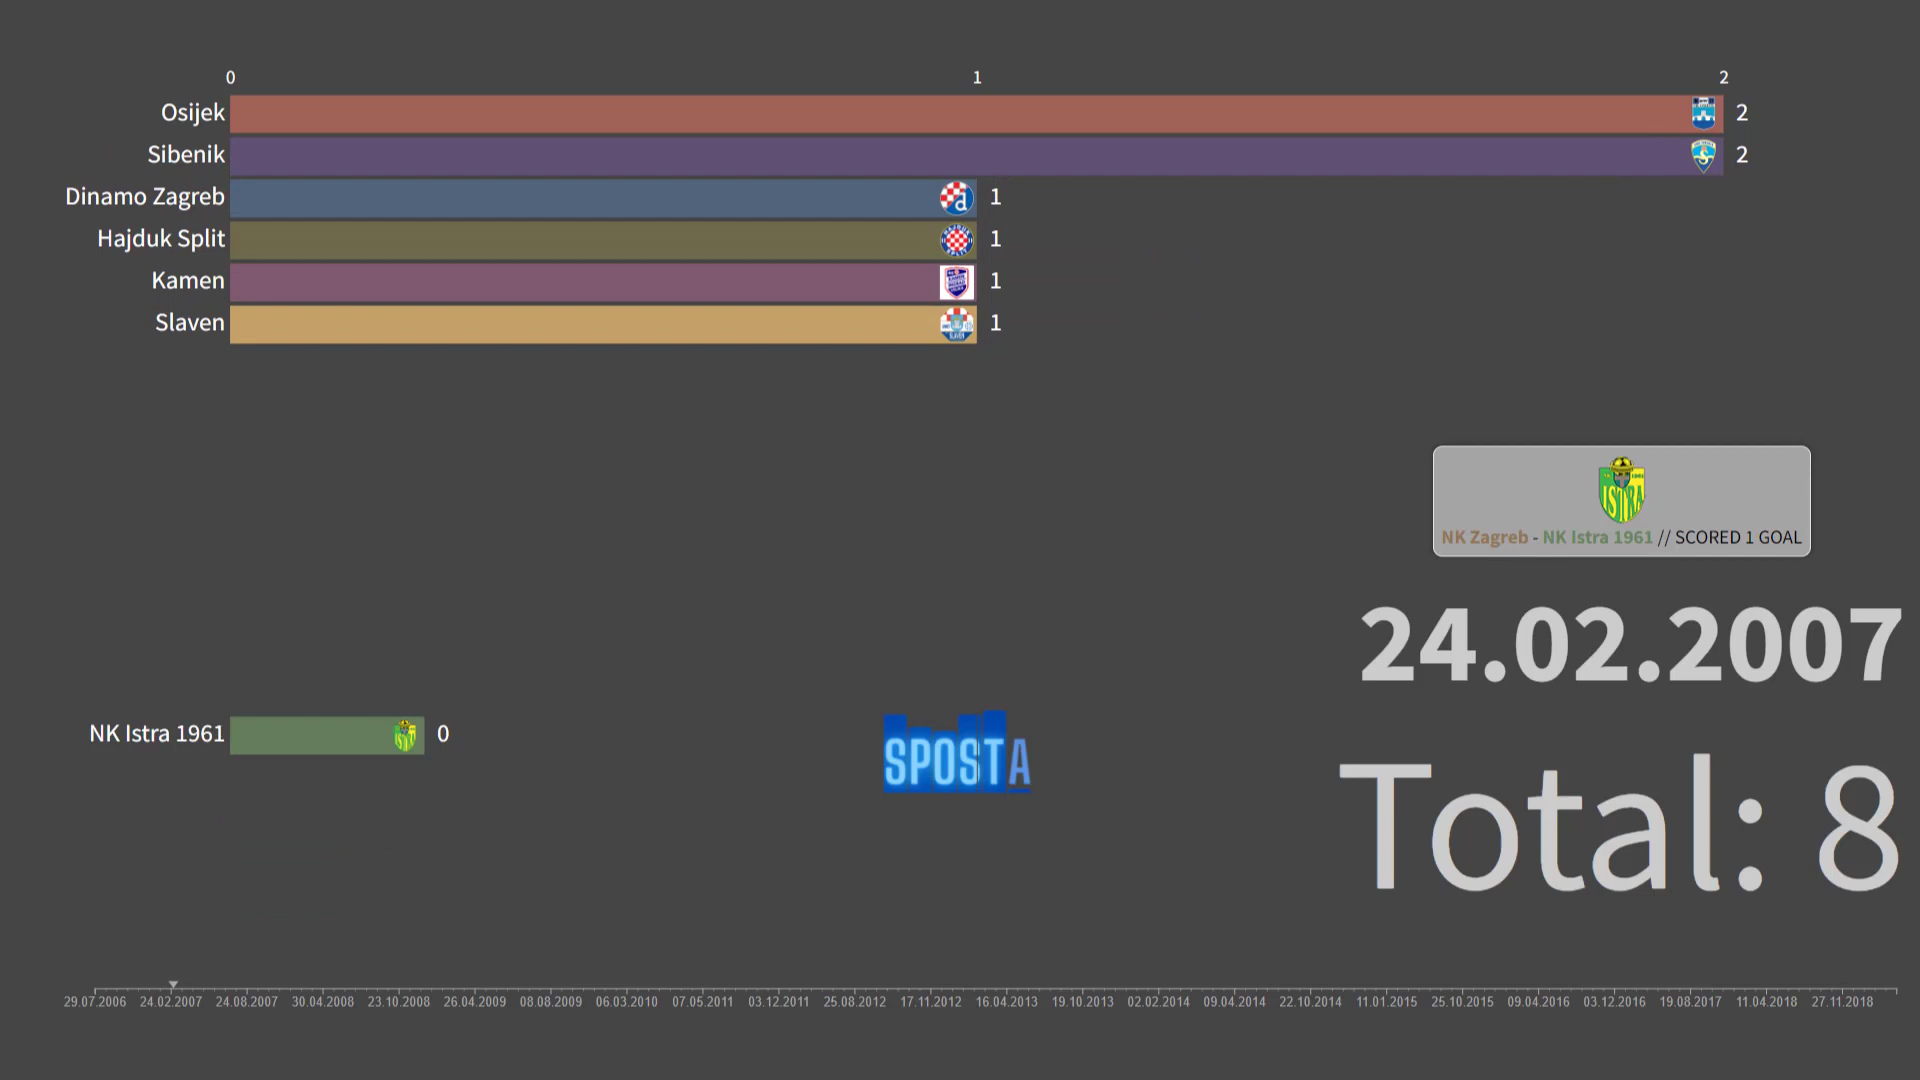 0 1 2
Osijek 2
Sibenik 2
Dinamo Zagreb 1
Hajduk Split 1
Kamen 1
Slaven 1
ISTRA
NK Zagreb - NK Istra 1961 // SCORED 1 GOAL
24.02.2007
NK Istra 1961 0
SPOSTA
Total: 8
29.07.2006 24.02.2007 24.08.2007 30.04.2008 23.10.2008 26.04.2009 08.08.2009 06.03.2010 07.05.2011 03.12.2011 25.08.2012 17.11.2012 16.04.2013 19.10.2013 02.02.2014 09.04.2014 22.10.2014 11.01.2015 25.10.2015 09.04.2016 03.12.2016 19.08.2017 11.04.2018 27.11.2018